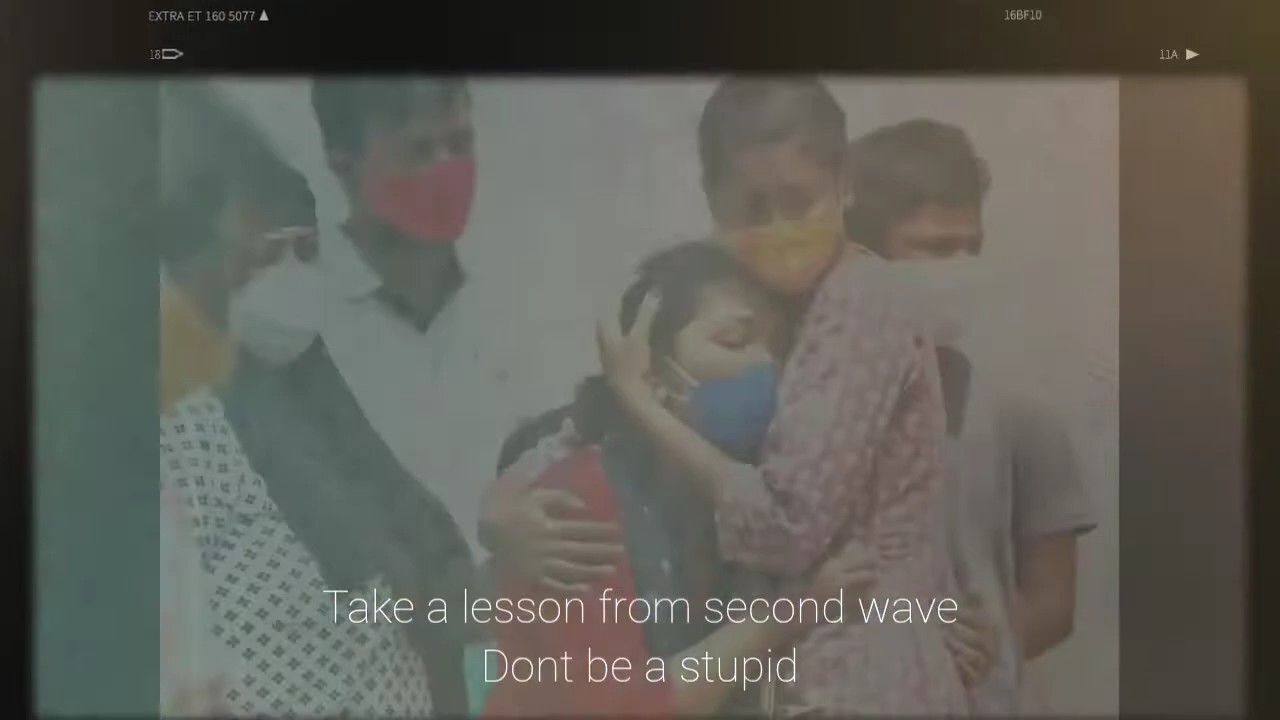 EXTRA ET 160 5077 ▲ 16BF10
18 11A ▶
Take a lesson from second wave
Dont be a stupid